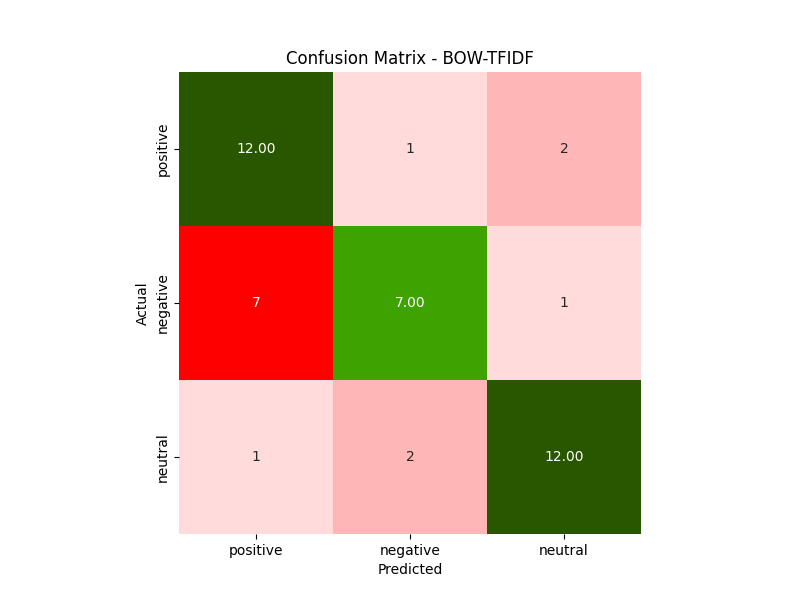 Confusion Matrix - BOW-TFIDF
positive
12.00
1
2
Actual
negative
7
7.00
1
neutral
1
2
12.00
positive
negative
neutral
Predicted